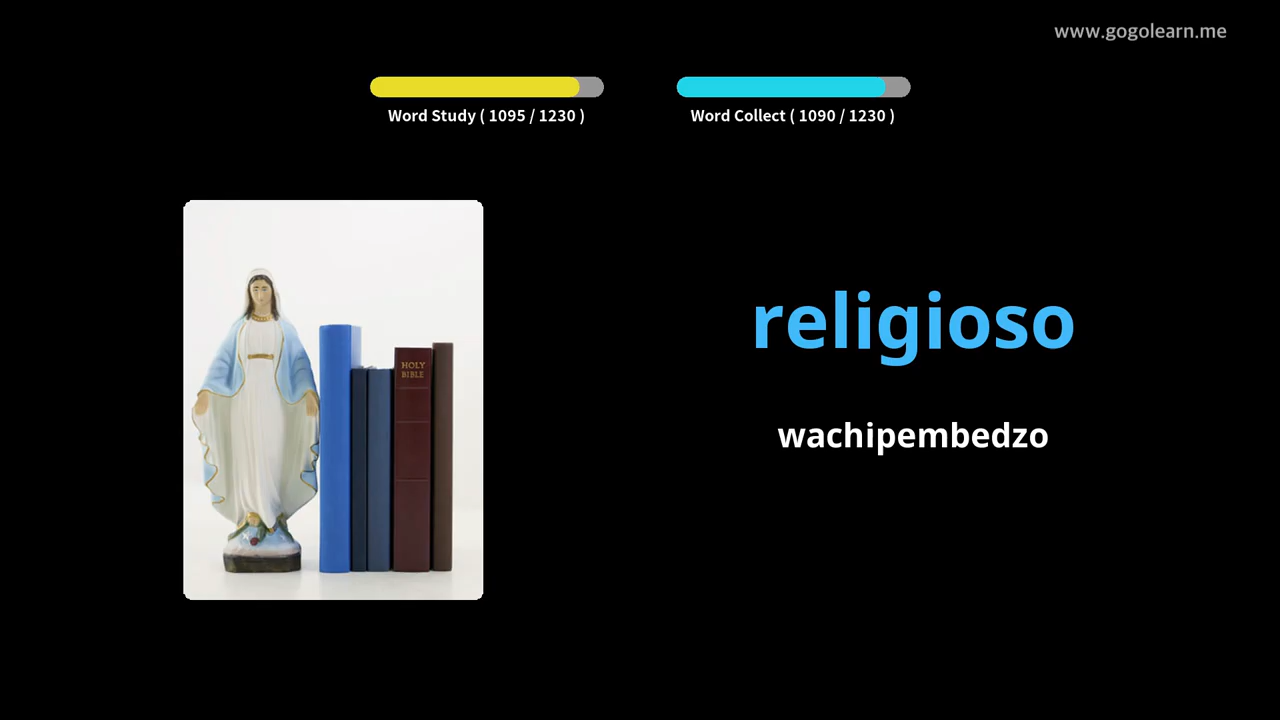 www.gogolearn.me
Word Study ( 1095 / 1230 )
Word Collect ( 1090 / 1230 )
HOLY
BIBLE
religioso
wachipembedzo